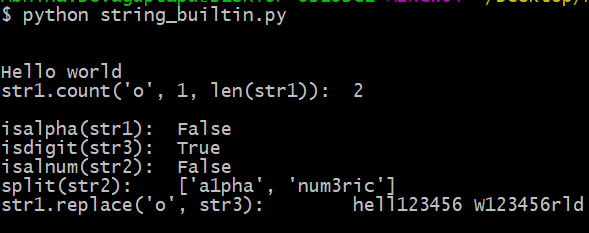 $ python string_builtin.py
Hello world
str1.count('o', 1, len(str1)):  2
isalpha(str1):  False
isdigit(str3):  True
isalnum(str2):  False
split(str2):    ['a1pha', 'num3ric']
str1.replace('o', str3):        hell123456 w123456rld